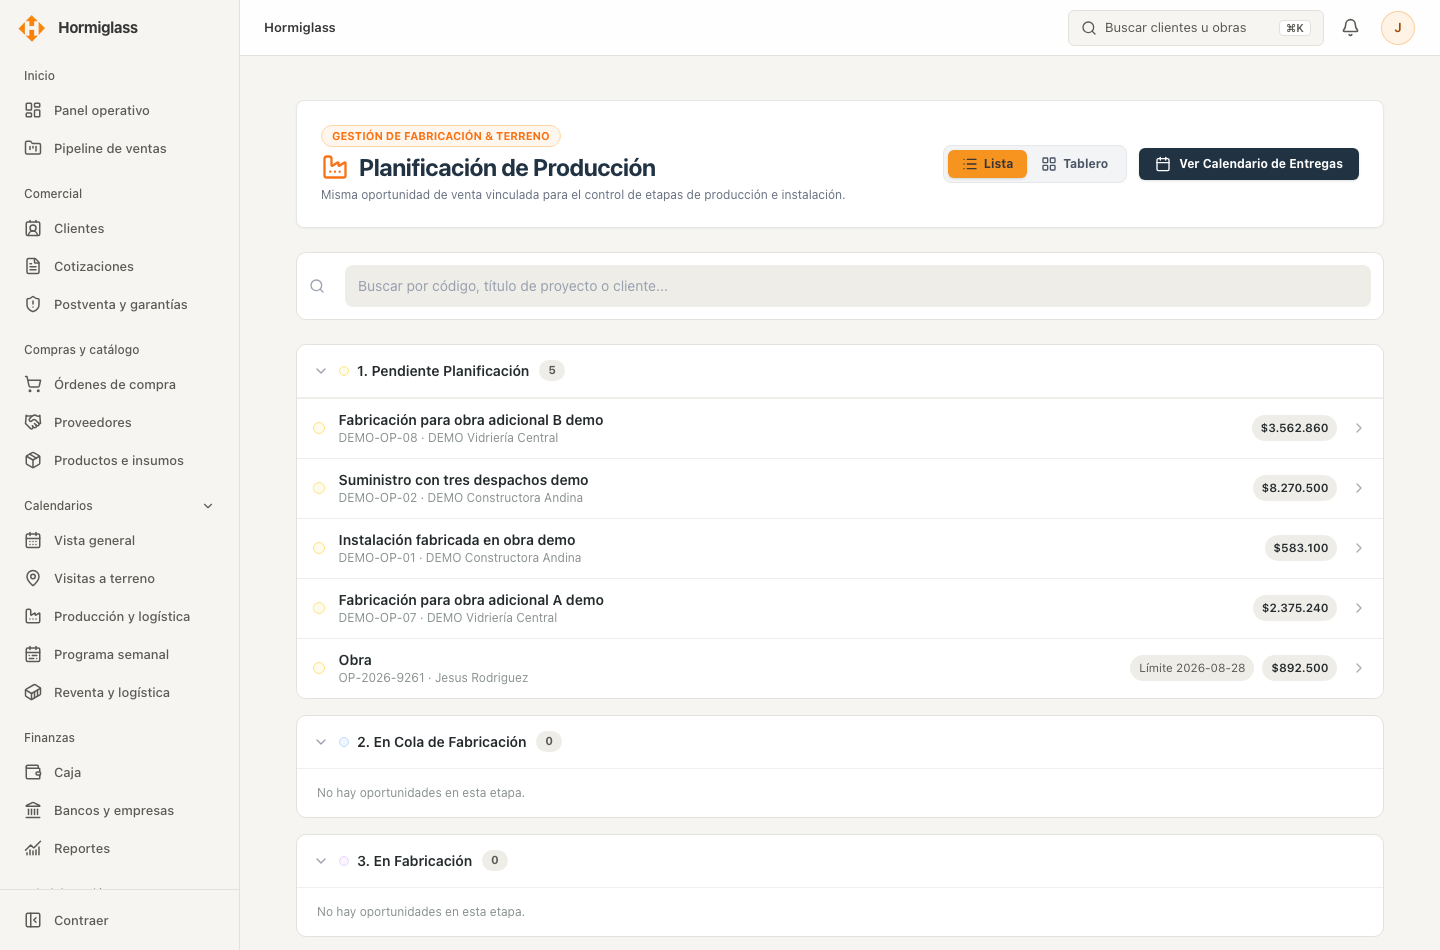 Hormiglass
Inicio
Panel operativo
Pipeline de ventas
Comercial
Clientes
Cotizaciones
Postventa y garantías
Compras y catálogo
Órdenes de compra
Proveedores
Productos e insumos
Calendarios
Vista general
Visitas a terreno
Producción y logística
Programa semanal
Reventa y logística
Finanzas
Caja
Bancos y empresas
Reportes
Contraer
Hormiglass
Buscar clientes u obras ⌘K
J
GESTIÓN DE FABRICACIÓN & TERRENO
Planificación de Producción
Misma oportunidad de venta vinculada para el control de etapas de producción e instalación.
Lista Tablero Ver Calendario de Entregas
Buscar por código, título de proyecto o cliente...
1. Pendiente Planificación 5
Fabricación para obra adicional B demo
DEMO-OP-08 · DEMO Vidriería Central
$3.562.860
Suministro con tres despachos demo
DEMO-OP-02 · DEMO Constructora Andina
$8.270.500
Instalación fabricada en obra demo
DEMO-OP-01 · DEMO Constructora Andina
$583.100
Fabricación para obra adicional A demo
DEMO-OP-07 · DEMO Vidriería Central
$2.375.240
Obra
OP-2026-9261 · Jesus Rodriguez
Límite 2026-08-28 $892.500
2. En Cola de Fabricación 0
No hay oportunidades en esta etapa.
3. En Fabricación 0
No hay oportunidades en esta etapa.